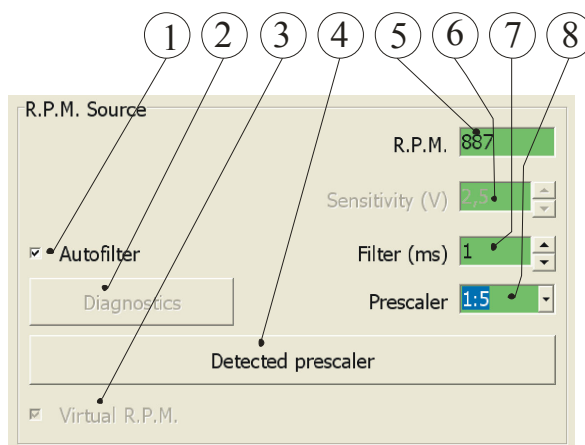 1 2 3 4 5 6 7 8
R.P.M. Source
R.P.M. 887
Sensitivity (V) 2,5
Autofilter Filter (ms) 1
Diagnostics Prescaler 1:5
Detected prescaler
Virtual R.P.M.